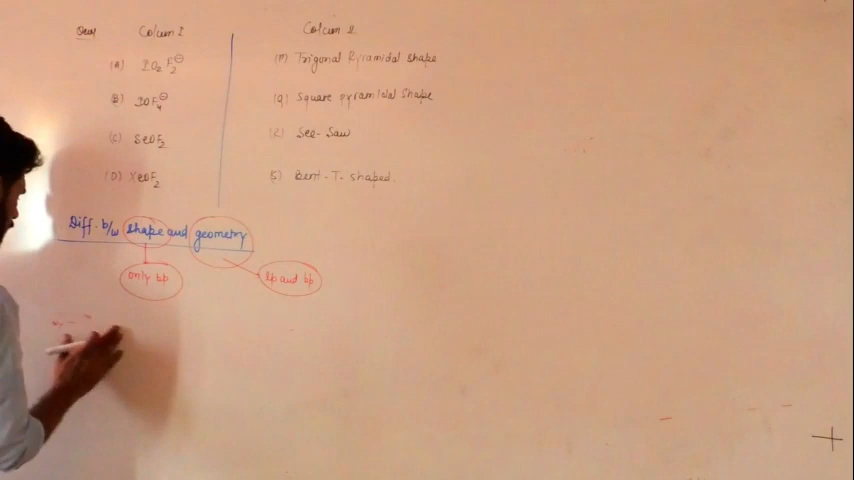 Ques Column I Column II
(A) IO₂F₂⊖ (P) Trigonal Pyramidal shape
(B) IOF₄⊖ (Q) Square pyramidal shape
(C) SeOF₂ (R) See-Saw
(D) XeOF₂ (S) Bent-T-shaped.
Diff. b/w shape and geometry
only bp lp and bp